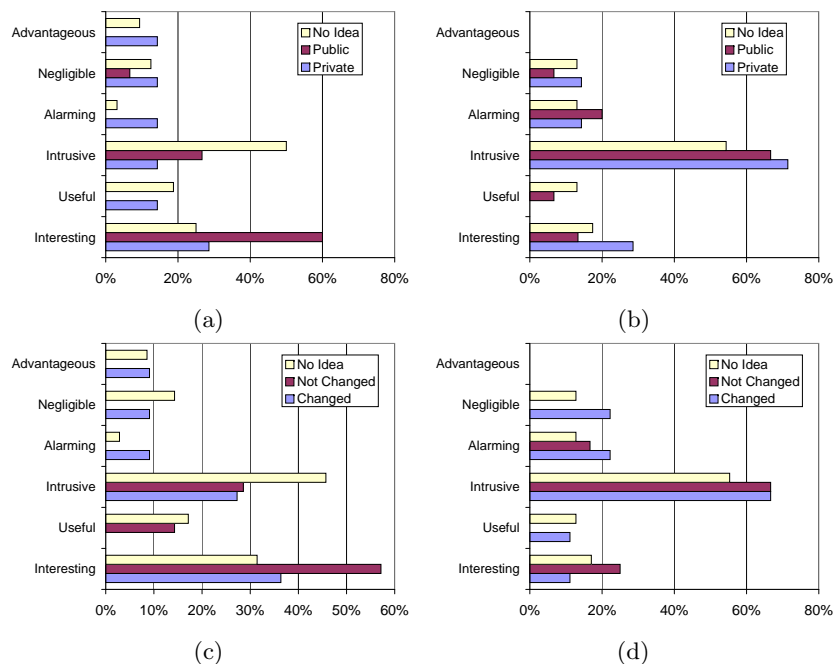 Advantageous
Negligible
Alarming
Intrusive
Useful
Interesting
No Idea
Public
Private
0% 20% 40% 60% 80%
(a)
Advantageous
Negligible
Alarming
Intrusive
Useful
Interesting
No Idea
Public
Private
0% 20% 40% 60% 80%
(b)
Advantageous
Negligible
Alarming
Intrusive
Useful
Interesting
No Idea
Not Changed
Changed
0% 10% 20% 30% 40% 50% 60%
(c)
Advantageous
Negligible
Alarming
Intrusive
Useful
Interesting
No Idea
Not Changed
Changed
0% 20% 40% 60% 80%
(d)